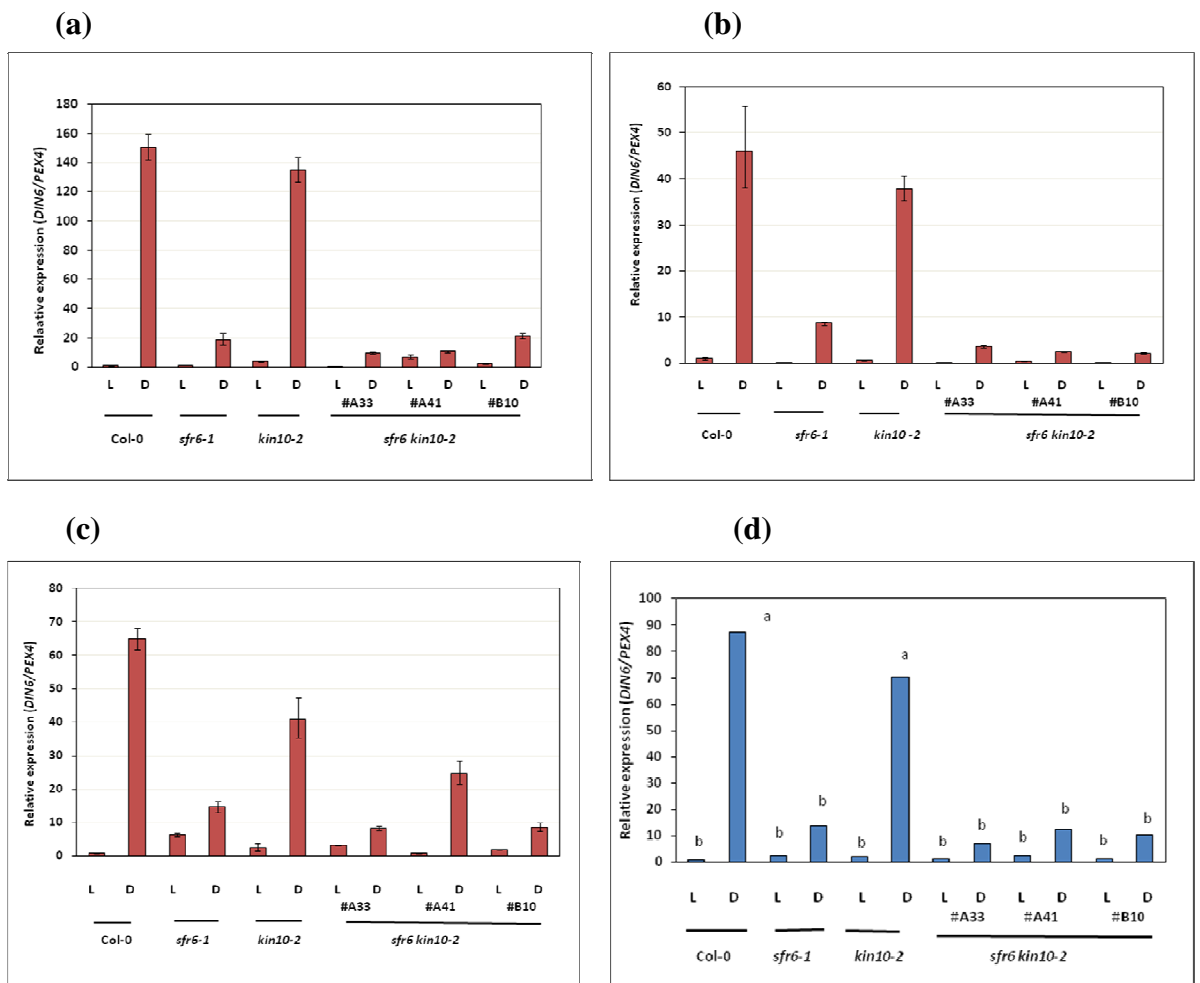 (a)
Relaative expression [DIN6/PEX4]
180
160
140
120
100
80
60
40
20
0
L D L D L D L D L D L D
#A33 #A41 #B10
Col-0 sfr6-1 kin10-2 sfr6 kin10-2
(b)
Relative expression [DIN6/PEX4]
60
50
40
30
20
10
0
L D L D L D L D L D L D
#A33 #A41 #B10
Col-0 sfr6-1 kin10-2 sfr6 kin10-2
(c)
Relative expression [DIN6/PEX4]
80
70
60
50
40
30
20
10
0
L D L D L D L D L D L D
#A33 #A41 #B10
Col-0 sfr6-1 kin10-2 sfr6 kin10-2
(d)
Relative expression (DIN6/PEX4]
100
90
80
70
60
50
40
30
20
10
0
b a b b b a b b b b b b
L D L D L D L D L D L D
#A33 #A41 #B10
Col-0 sfr6-1 kin10-2 sfr6 kin10-2